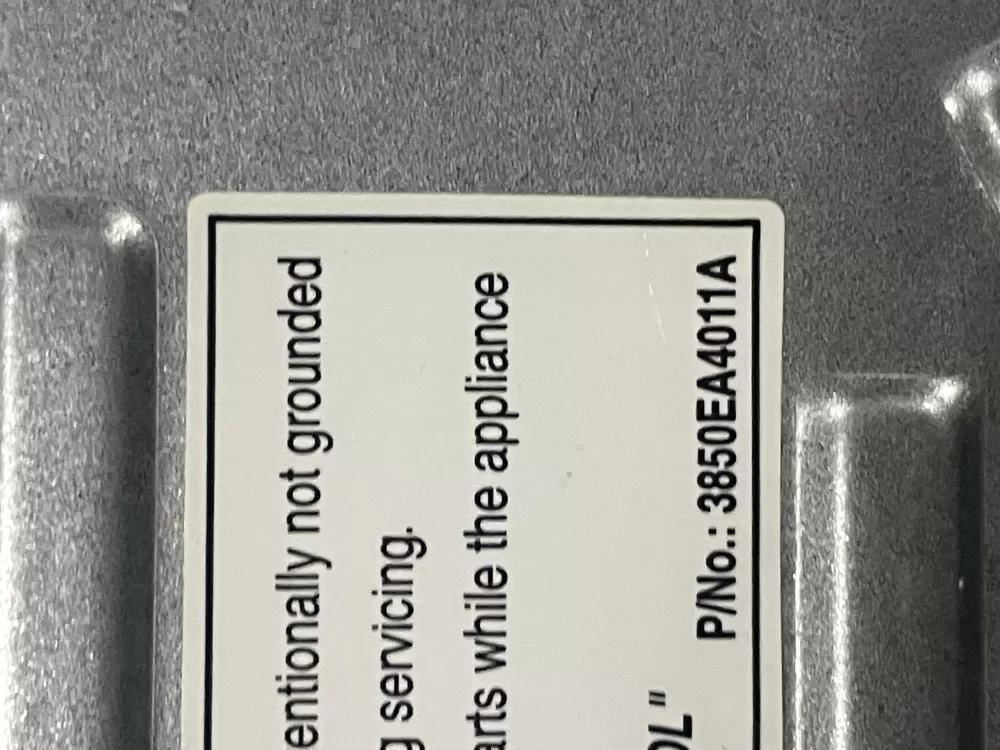 entionally not grounded
g servicing.
arts while the appliance
OL"
P/No.: 3850EA4011A